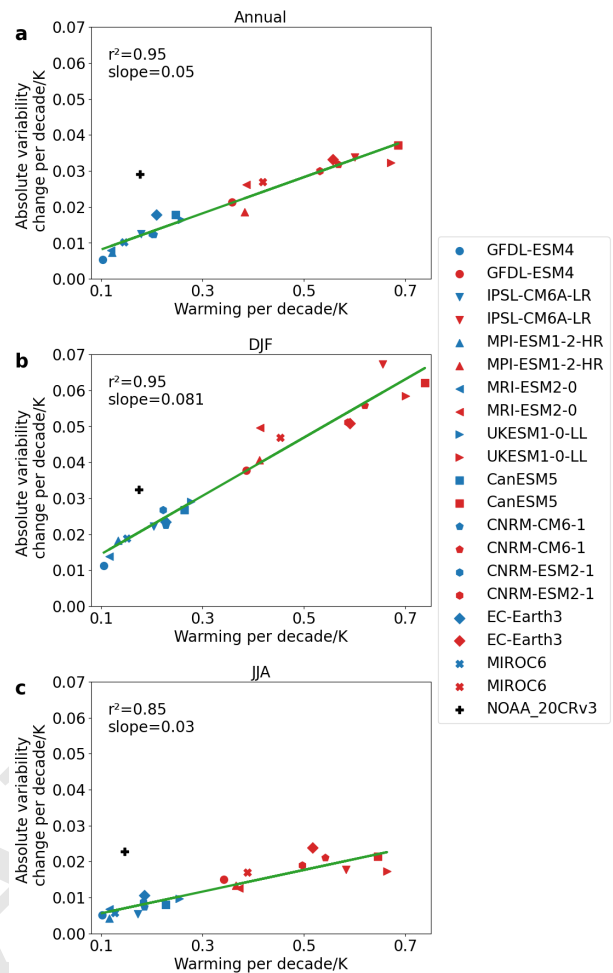 a
Annual
r²=0.95
slope=0.05
Absolute variability
change per decade/K
0.07
0.06
0.05
0.04
0.03
0.02
0.01
0.00
0.1 0.3 0.5 0.7
Warming per decade/K
b
DJF
r²=0.95
slope=0.081
Absolute variability
change per decade/K
0.07
0.06
0.05
0.04
0.03
0.02
0.01
0.00
0.1 0.3 0.5 0.7
Warming per decade/K
c
JJA
r²=0.85
slope=0.03
Absolute variability
change per decade/K
0.07
0.06
0.05
0.04
0.03
0.02
0.01
0.00
0.1 0.3 0.5 0.7
Warming per decade/K
GFDL-ESM4
GFDL-ESM4
IPSL-CM6A-LR
IPSL-CM6A-LR
MPI-ESM1-2-HR
MPI-ESM1-2-HR
MRI-ESM2-0
MRI-ESM2-0
UKESM1-0-LL
UKESM1-0-LL
CanESM5
CanESM5
CNRM-CM6-1
CNRM-CM6-1
CNRM-ESM2-1
CNRM-ESM2-1
EC-Earth3
EC-Earth3
MIROC6
MIROC6
NOAA_20CRv3